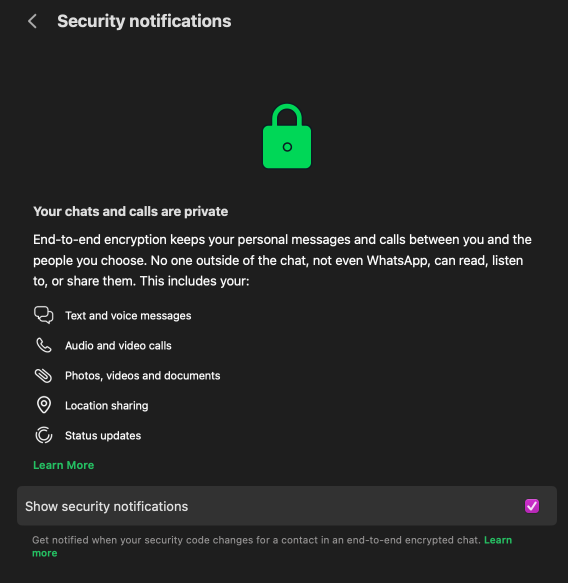 Security notifications
Your chats and calls are private
End-to-end encryption keeps your personal messages and calls between you and the
people you choose. No one outside of the chat, not even WhatsApp, can read, listen
to, or share them. This includes your:
Text and voice messages
Audio and video calls
Photos, videos and documents
Location sharing
Status updates
Learn More
Show security notifications
Get notified when your security code changes for a contact in an end-to-end encrypted chat. Learn
more